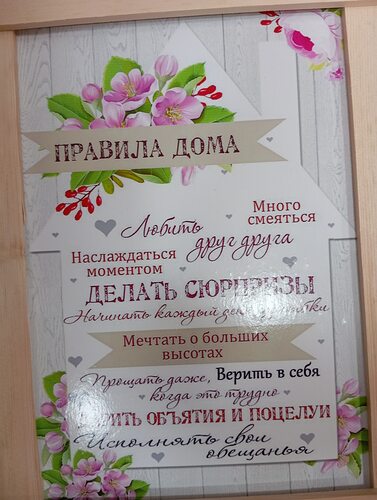 ПРАВИЛА ДОМА
Много
смеяться
Любить
друг друга
Наслаждаться
моментом
ДЕЛАТЬ СЮРПРИЗЫ
Начинать каждый день
Мечтать о больших
высотах
Прощать даже, Верить в себя
когда это трудно
ОБЪЯТИЯ И ПОЦЕЛУИ
Исполнять свои
обещанья